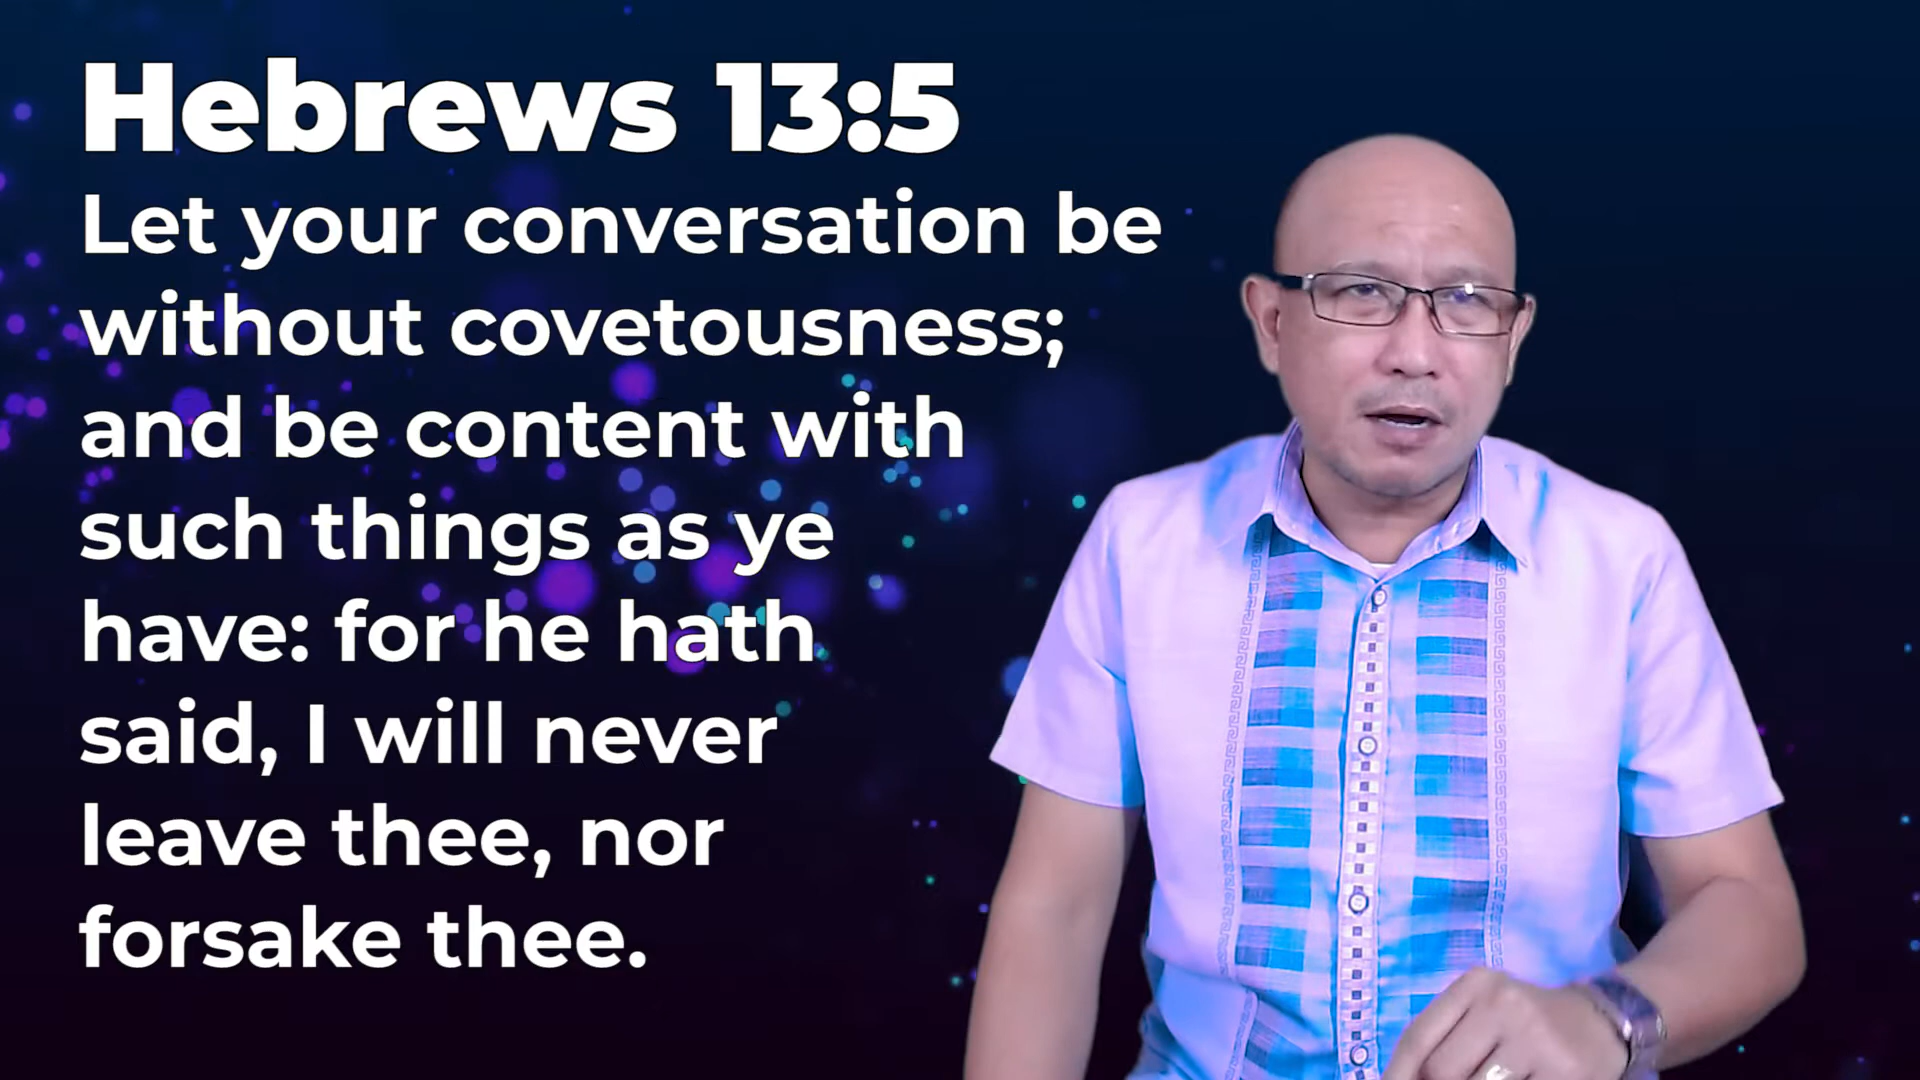 Hebrews 13:5
Let your conversation be
without covetousness;
and be content with
such things as ye
have: for he hath
said, I will never
leave thee, nor
forsake thee.